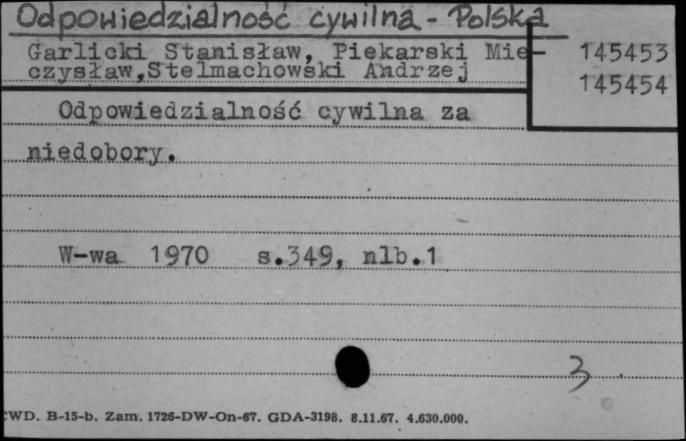 Odpowiedzialność cywilna - Polska
Garlicki Stanisław, Piekarski Mie- 145453
czysław,Stelmachowski Andrzej 145454
Odpowiedzialność cywilna za
niedobory.
W-wa 1970 s.349, nlb.1
3
CWD. B-15-b. Zam. 1726-DW-On-67. GDA-3198. 8.11.67. 4.630.000.